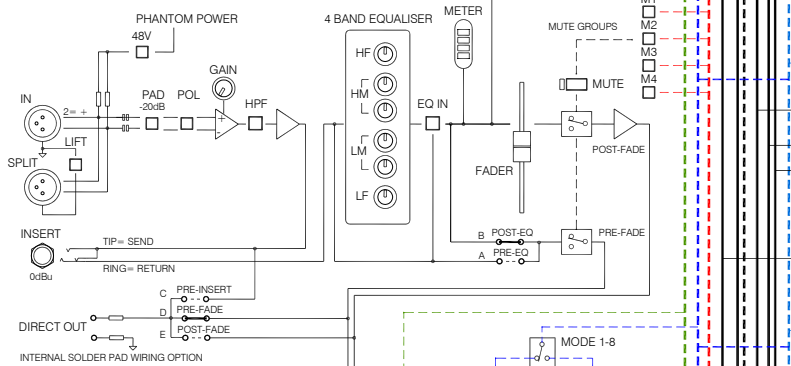 M1
PHANTOM POWER
4 BAND EQUALISER
METER
MUTE GROUPS
M2
48V
M3
HF
GAIN
M4
MUTE
PAD
-20dB
POL
HPF
HM
IN
2= +
EQ IN
+
-
LIFT
LM
POST-FADE
SPLIT
FADER
LF
INSERT
TIP= SEND
B
POST-EQ
PRE-FADE
A
PRE-EQ
RING= RETURN
0dBu
C
PRE-INSERT
D
PRE-FADE
DIRECT OUT
E
POST-FADE
MODE 1-8
INTERNAL SOLDER PAD WIRING OPTION